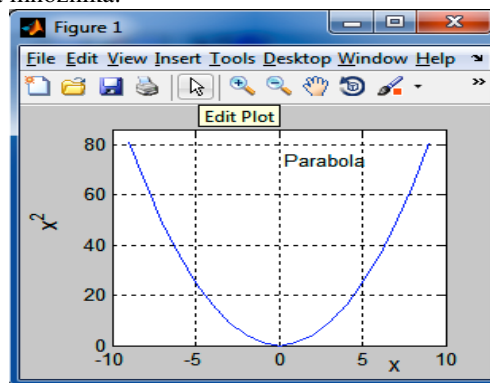 množnika.
Figure 1
File Edit View Insert Tools Desktop Window Help
Edit Plot
80
Parabola
60
x²
40
20
0
-10 -5 0 5 10
x